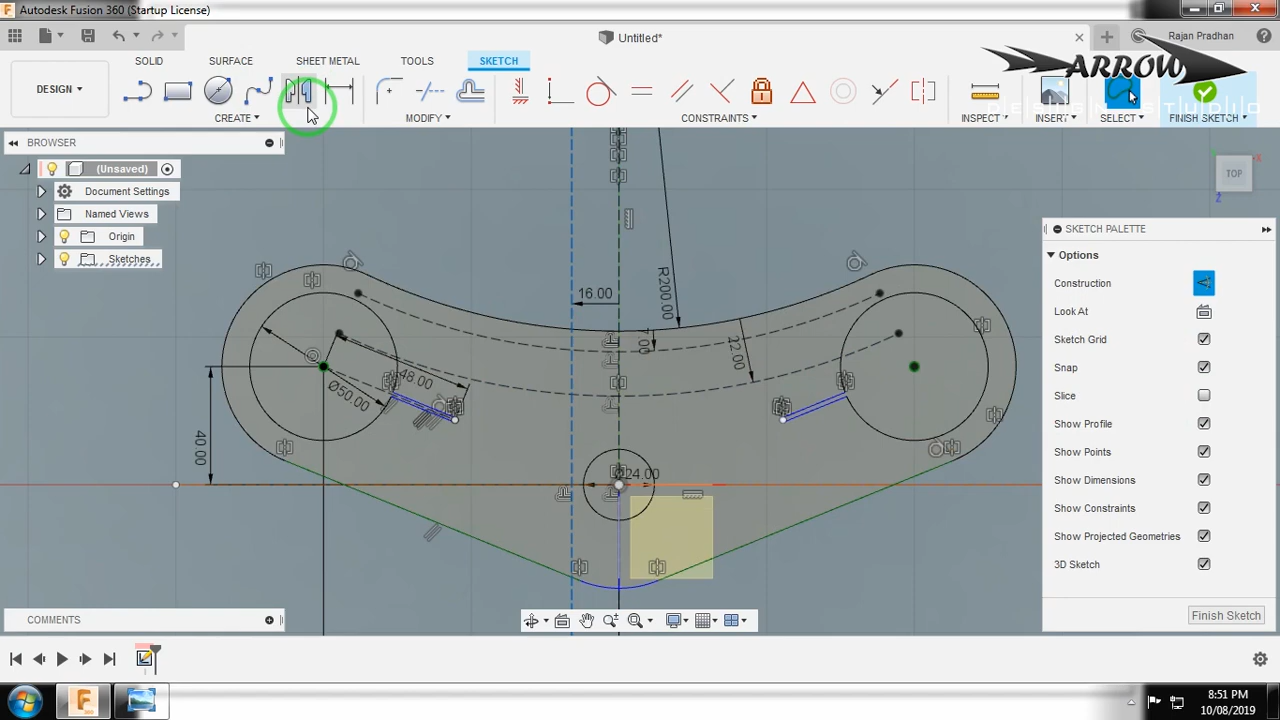 Autodesk Fusion 360 (Startup License)
Untitled*
Rajan Pradhan
SOLID
SURFACE
SHEET METAL
TOOLS
SKETCH
ARROW
DESIGN STUDIO
DESIGN
CREATE
MODIFY
CONSTRAINTS
INSPECT
INSERT
SELECT
FINISH SKETCH
BROWSER
(Unsaved)
Document Settings
Named Views
Origin
Sketches
TOP
X
Z
SKETCH PALETTE
Options
Construction
Look At
Sketch Grid
Snap
Slice
Show Profile
Show Points
Show Dimensions
Show Constraints
Show Projected Geometries
3D Sketch
Finish Sketch
16.00
R200.00
7.00
22.00
48.00
Ø50.00
40.00
Ø24.00
COMMENTS
8:51 PM
10/08/2019